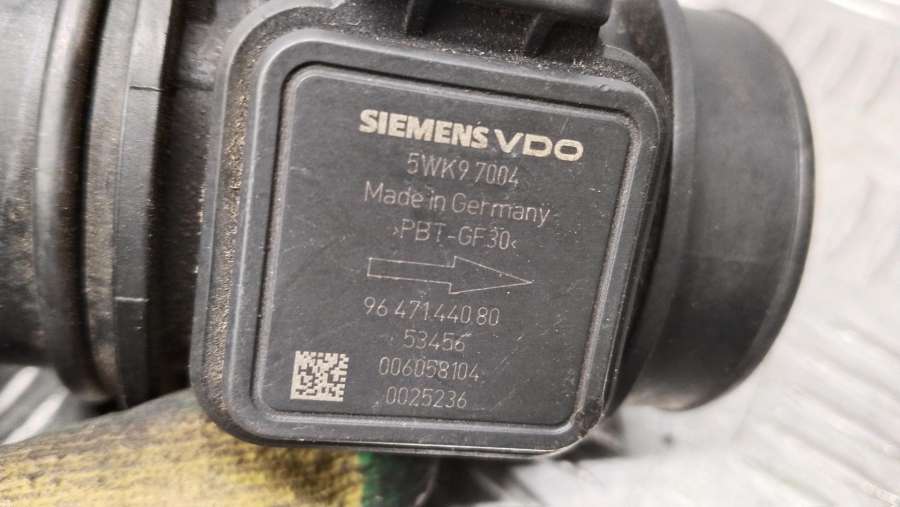 SIEMENS VDO
5WK9 7004
Made in Germany
>PBT-GF30<
96 471 440 80
53456
006058104
0025236